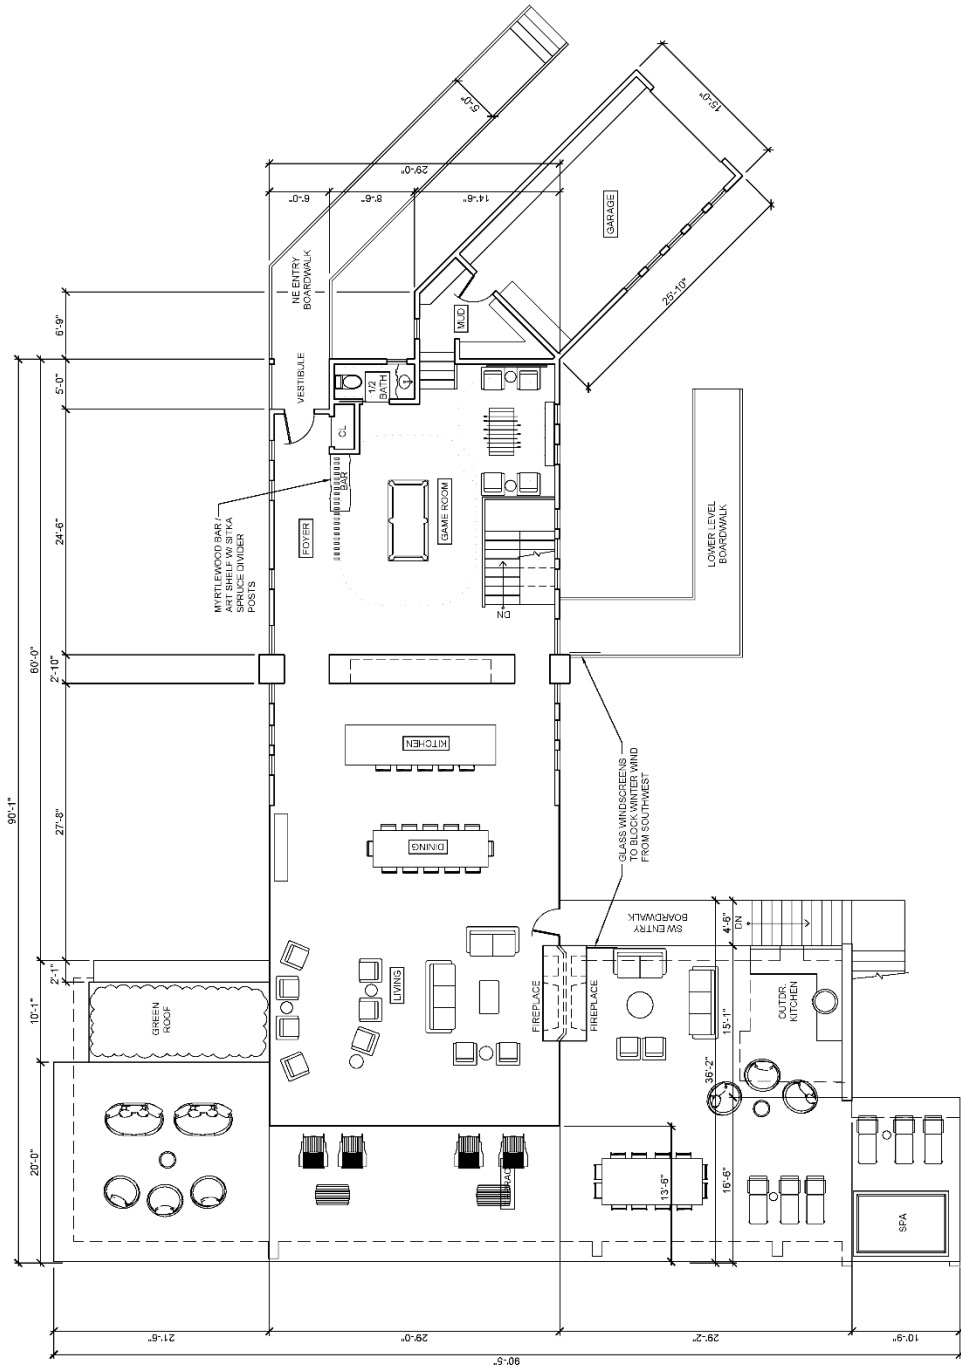 5'-0"
15'-0"
29'-0"
6'-0"
8'-6"
14'-6"
GARAGE
NE ENTRY
BOARDWALK
25'-10"
6'-9"
MUD
VESTIBULE
1/2
BATH
5'-0"
CL
MYRTLEWOOD BAR /
ART SHELF W/ SITKA
SPRUCE DIVIDER
POSTS
BAR
FOYER
GAME ROOM
24'-6"
LOWER LEVEL
BOARDWALK
DN
60'-0"
2'-10"
KITCHEN
90'-1"
27'-8"
GLASS WINDSCREENS
TO BLOCK WINTER WIND
FROM SOUTHWEST
DINING
SW ENTRY
BOARDWALK
4'-6"
DN
2'-1"
LIVING
FIREPLACE
FIREPLACE
OUTDR.
KITCHEN
GREEN
ROOF
10'-1"
15'-1"
36'-2"
20'-0"
13'-6"
16'-6"
SPA
21'-6"
29'-0"
29'-2"
10'-9"
90'-5"